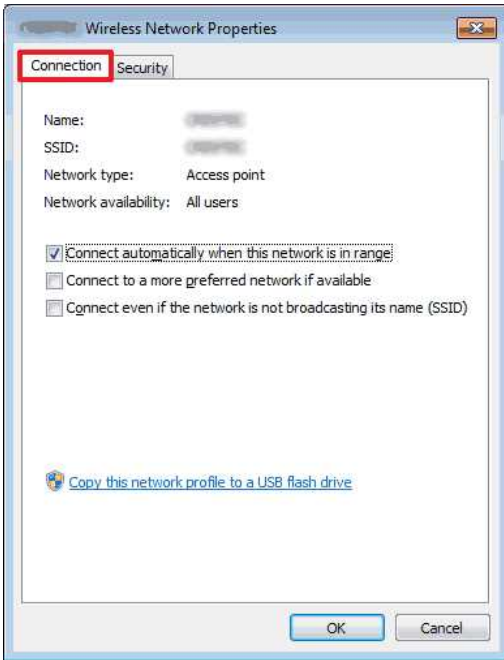 Wireless Network Properties
Connection Security
Name:
SSID:
Network type: Access point
Network availability: All users
Connect automatically when this network is in range
Connect to a more preferred network if available
Connect even if the network is not broadcasting its name (SSID)
Copy this network profile to a USB flash drive
OK Cancel